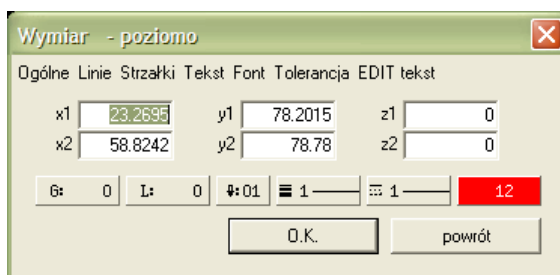 Wymiar - poziomo
Ogólne Linie Strzałki Tekst Font Tolerancja EDIT tekst
x1 23.2695 y1 78.2015 z1 0
x2 58.8242 y2 78.78 z2 0
G: 0 L: 0 :01 1 1 12
O.K. powrót